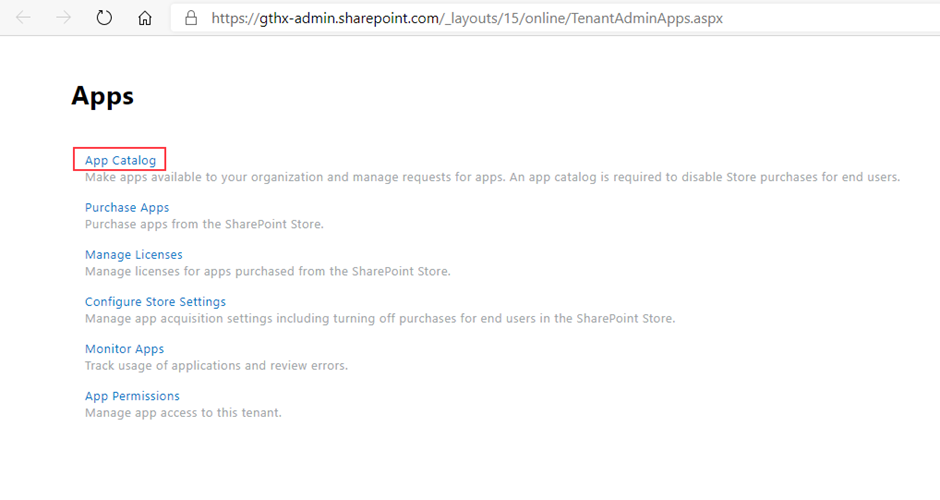 https://gthx-admin.sharepoint.com/_layouts/15/online/TenantAdminApps.aspx
Apps
App Catalog
Make apps available to your organization and manage requests for apps. An app catalog is required to disable Store purchases for end users.
Purchase Apps
Purchase apps from the SharePoint Store.
Manage Licenses
Manage licenses for apps purchased from the SharePoint Store.
Configure Store Settings
Manage app acquisition settings including turning off purchases for end users in the SharePoint Store.
Monitor Apps
Track usage of applications and review errors.
App Permissions
Manage app access to this tenant.